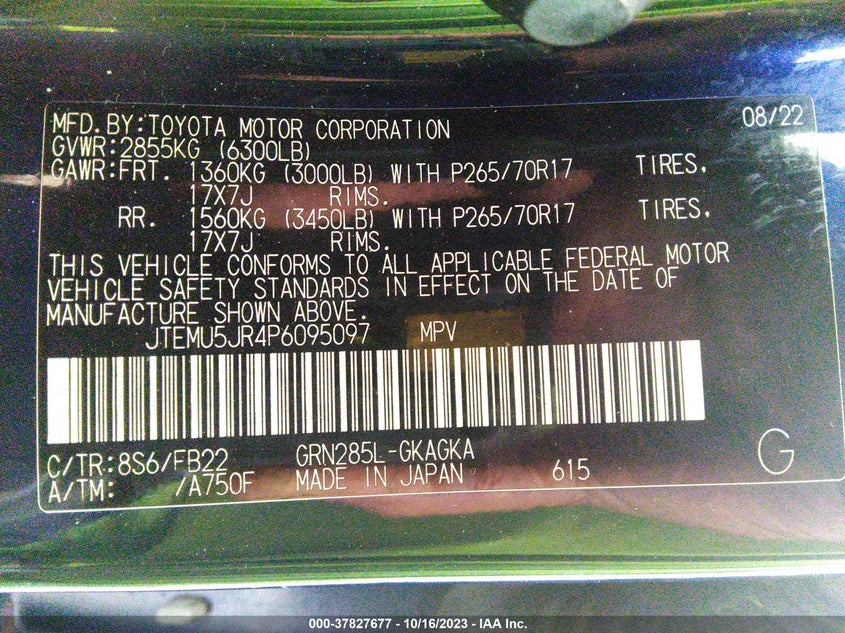 MFD.BY:TOYOTA MOTOR CORPORATION 08/22
GVWR:2855KG (6300LB)
GAWR:FRT. 1360KG (3000LB) WITH P265/70R17 TIRES,
17X7J RIMS.
RR. 1560KG (3450LB) WITH P265/70R17 TIRES,
17X7J RIMS.
THIS VEHICLE CONFORMS TO ALL APPLICABLE FEDERAL MOTOR
VEHICLE SAFETY STANDARDS IN EFFECT ON THE DATE OF
MANUFACTURE SHOWN ABOVE.
JTEMU5JR4P6095097 MPV
C/TR:8S6/FB22 GRN285L-GKAGKA
A/TM: /A750F MADE IN JAPAN 615 G
000-37827677 - 10/16/2023 - IAA Inc.